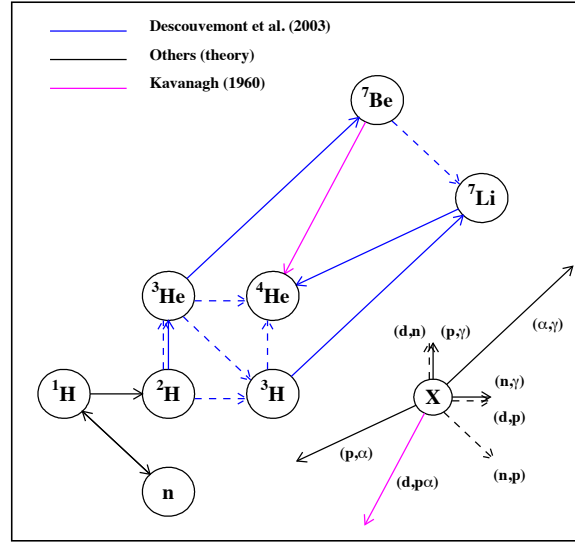 Descouvemont et al. (2003)
Others (theory)
Kavanagh (1960)
⁷Be
⁷Li
³He
⁴He
(d,n)
(p,γ)
(α,γ)
¹H
²H
³H
X
(n,γ)
(d,p)
(p,α)
(n,p)
n
(d,pα)